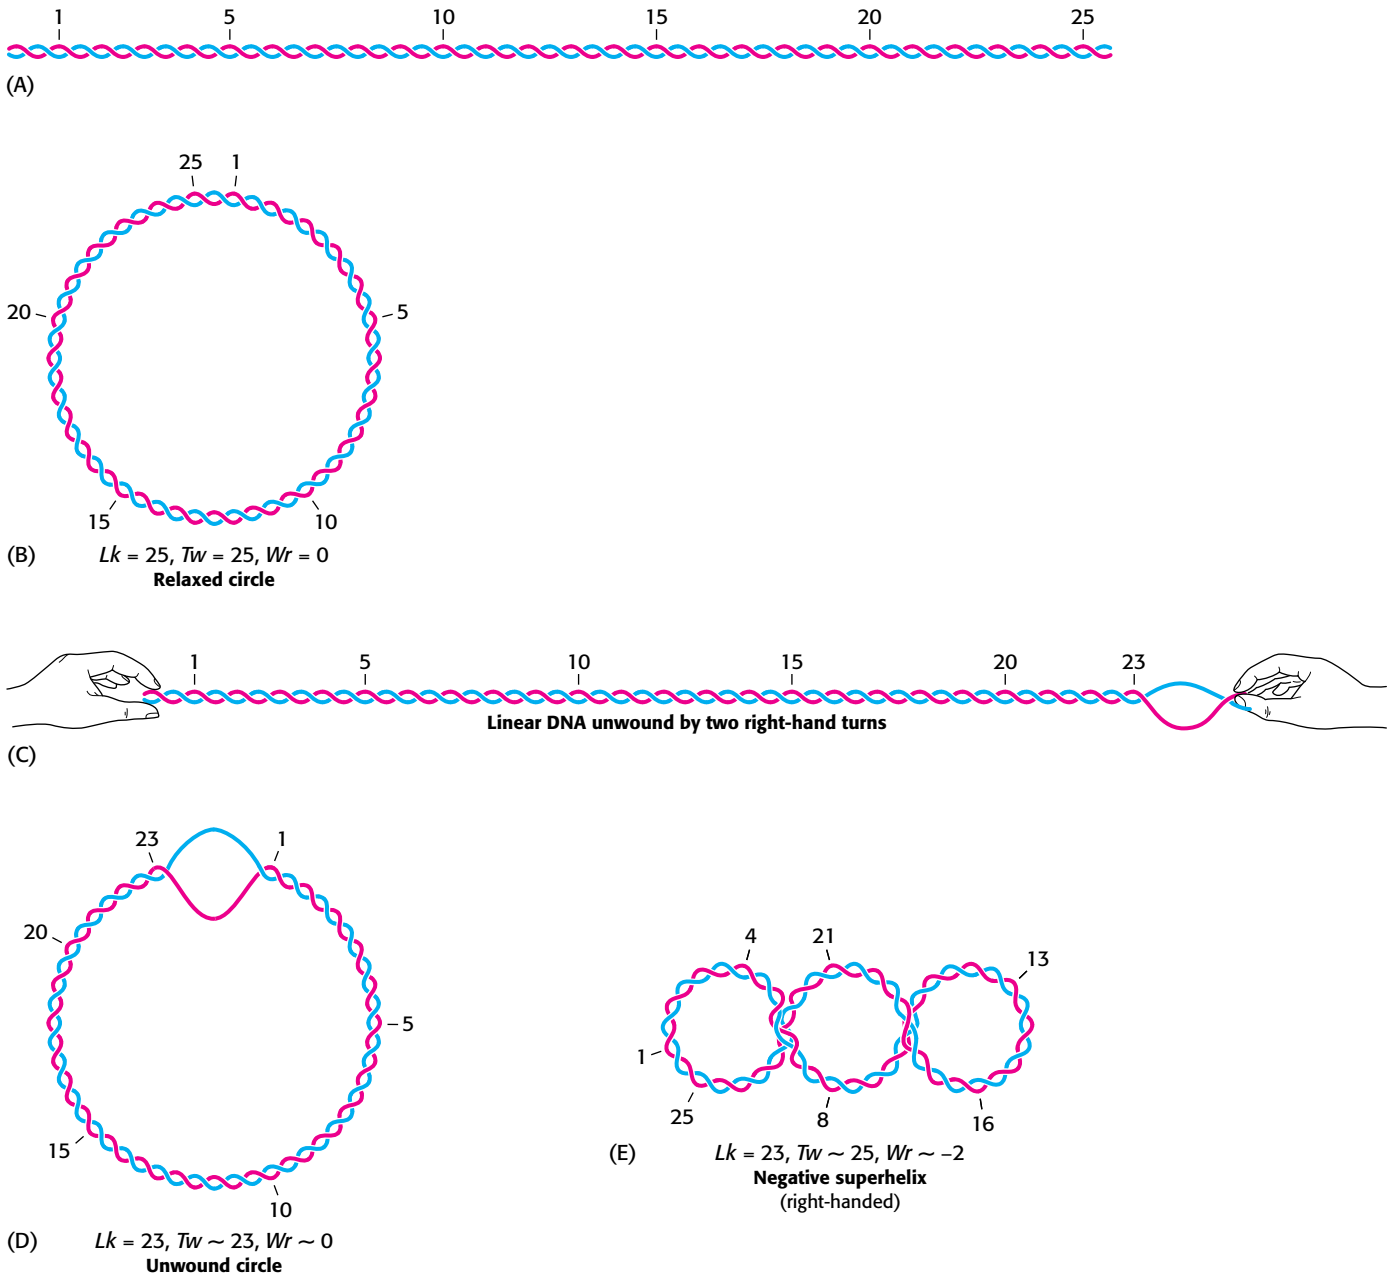 1 5 10 15 20 25
(A)
25 1
20 5
15 10
(B) Lk = 25, Tw = 25, Wr = 0
Relaxed circle
1 5 10 15 20 23
Linear DNA unwound by two right-hand turns
(C)
23 1
20
5
15
10
(D) Lk = 23, Tw ~ 23, Wr ~ 0
Unwound circle
4 21 13
1
25 8 16
(E) Lk = 23, Tw ~ 25, Wr ~ –2
Negative superhelix
(right-handed)